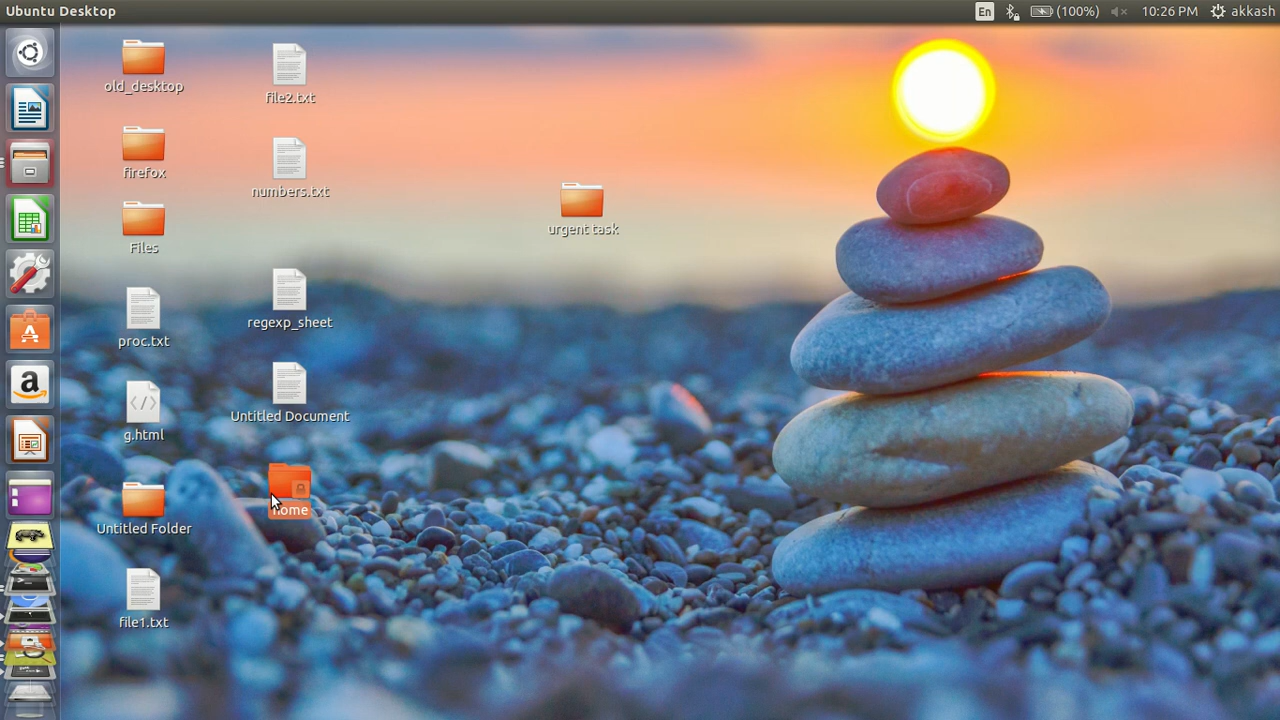 Ubuntu Desktop
En
(100%)
10:26 PM
akkash
old_desktop
file2.txt
firefox
numbers.txt
Files
urgent task
regexp_sheet
proc.txt
Untitled Document
g.html
home
Untitled Folder
file1.txt